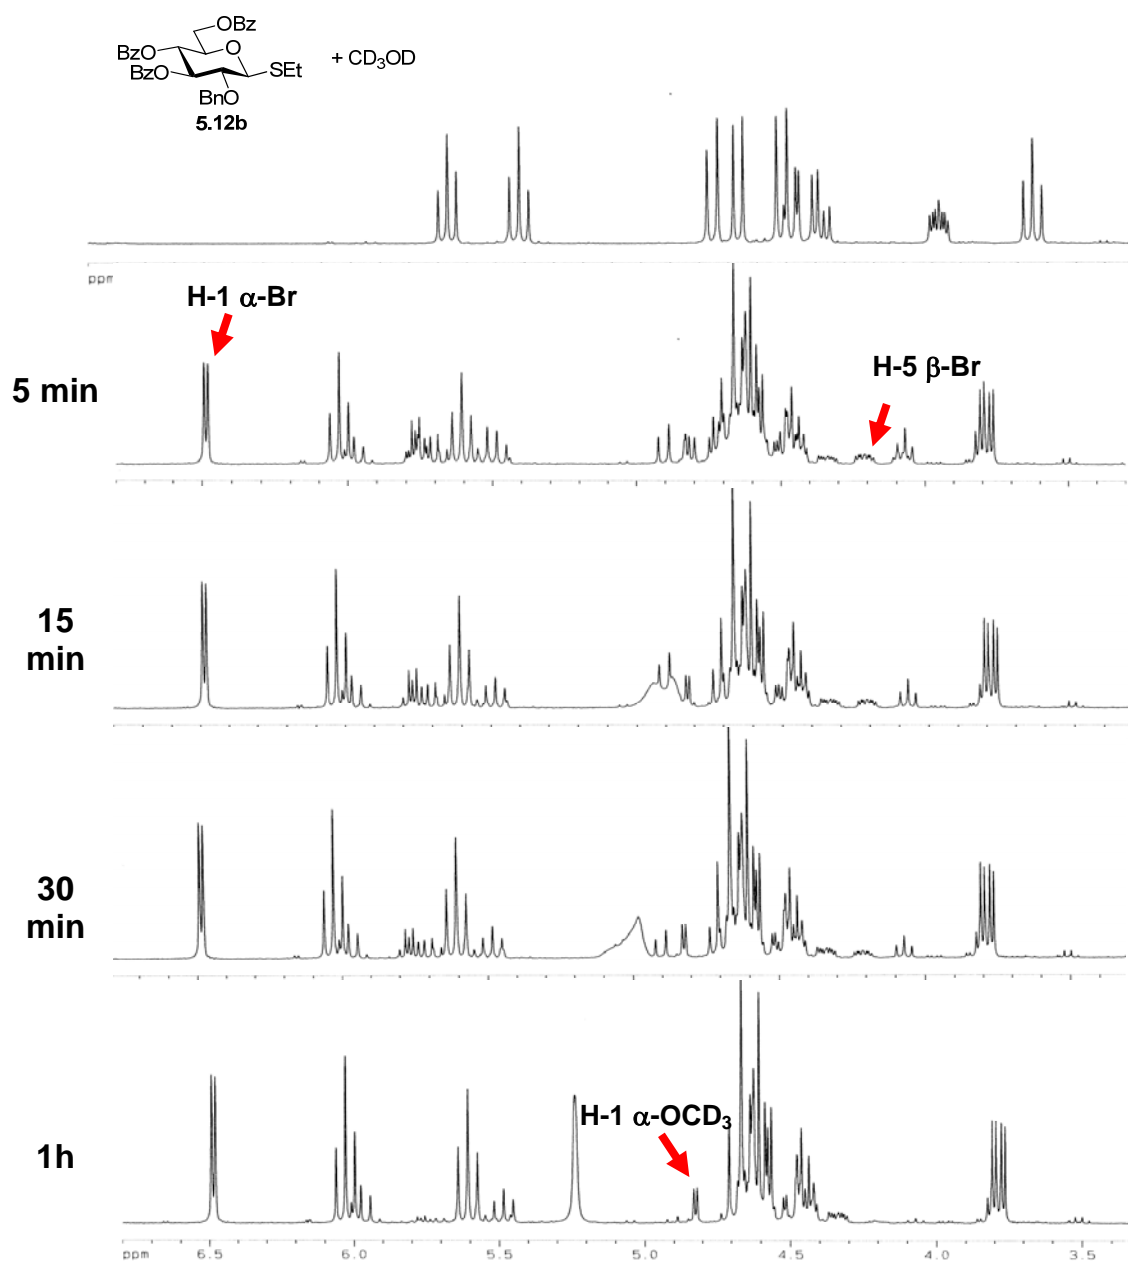 OBz
BzO
O
BzO
SEt
+ CD₃OD
BnO
5.12b
ppm
H-1 α-Br
5 min
H-5 β-Br
15
min
30
min
H-1 α-OCD₃
1h
ppm 6.5 6.0 5.5 5.0 4.5 4.0 3.5